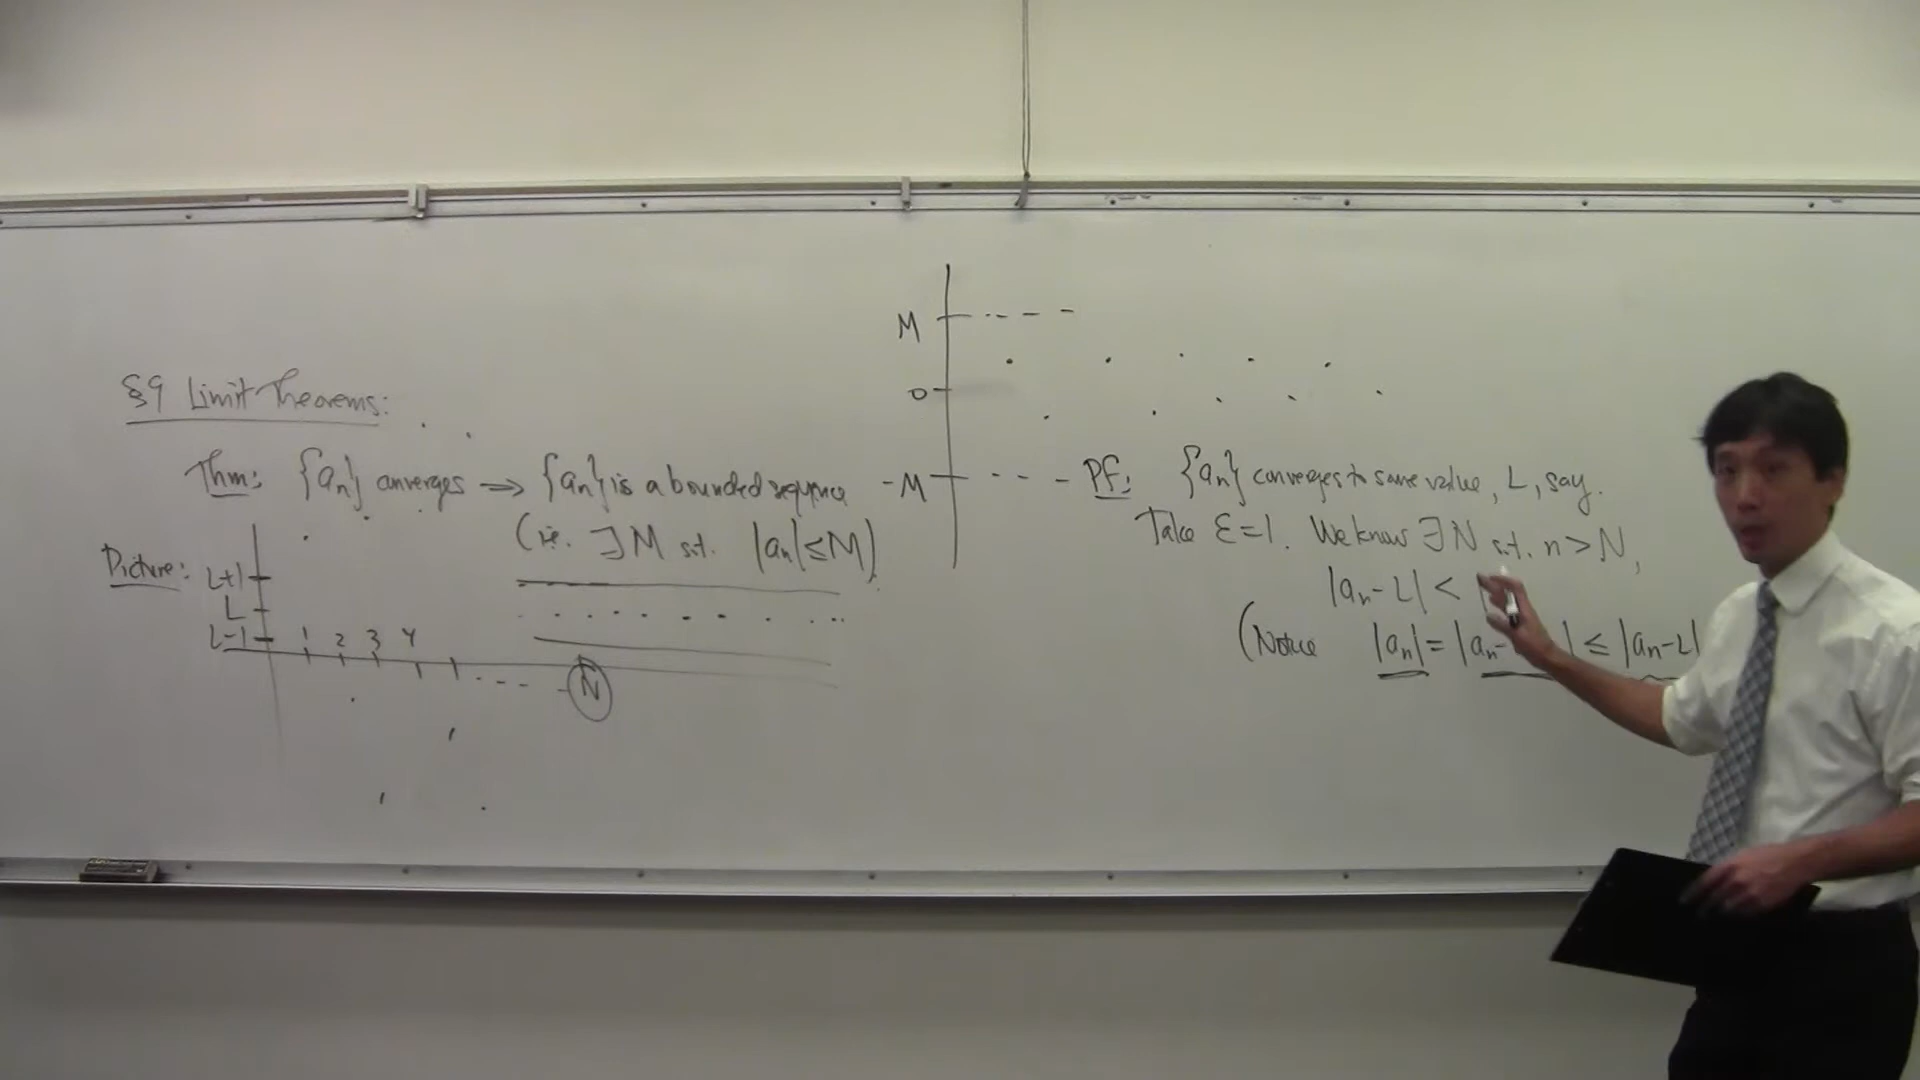 §9 Limit Theorems:
Thm: {an} converges → {an} is a bounded sequence
(i.e. ∃M s.t. |an| ≤ M).
Picture:
L+1
L
L-1
1 2 3 4
N
M
0
-M
Pf: {an} converges to some value, L, say.
Take ε=1. We know ∃N s.t. n > N,
|an - L| <
(Notice |an| = |an - | ≤ |an - L|